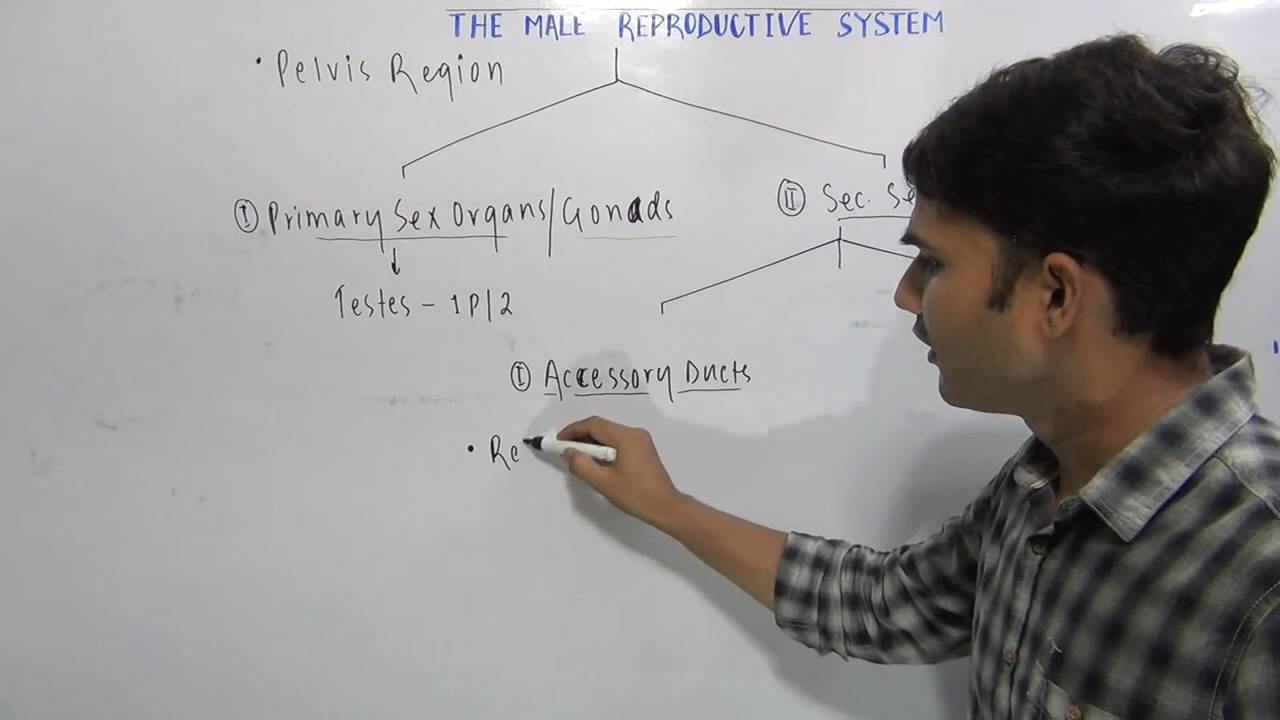 THE MALE REPRODUCTIVE SYSTEM
• Pelvis Region
Ⓘ Primary Sex Organs/Gonads
Ⓘⓘ Sec. Se
Testes - 1P/2
Ⓘ Accessory Ducts
• Re